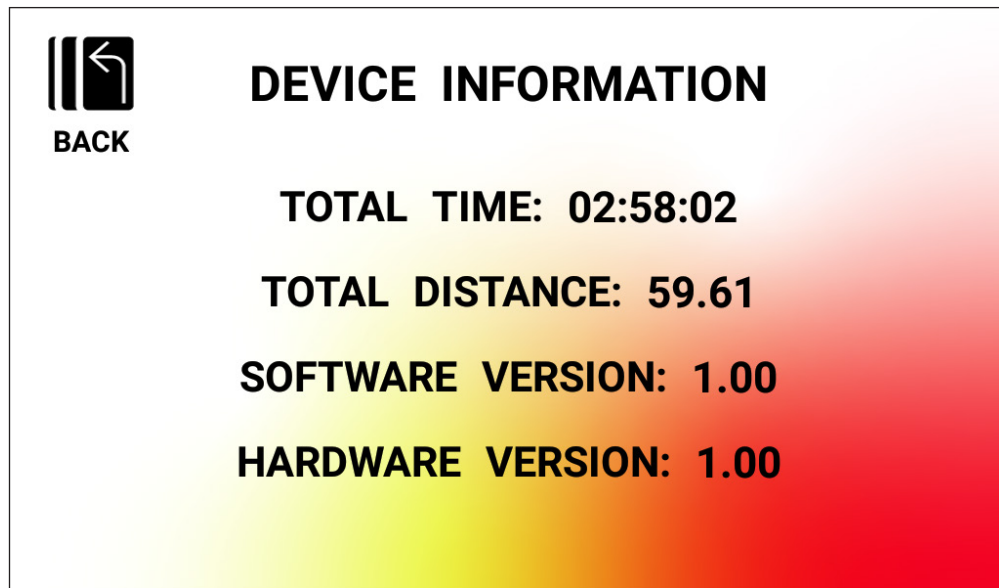 DEVICE INFORMATION
BACK
TOTAL TIME: 02:58:02
TOTAL DISTANCE: 59.61
SOFTWARE VERSION: 1.00
HARDWARE VERSION: 1.00